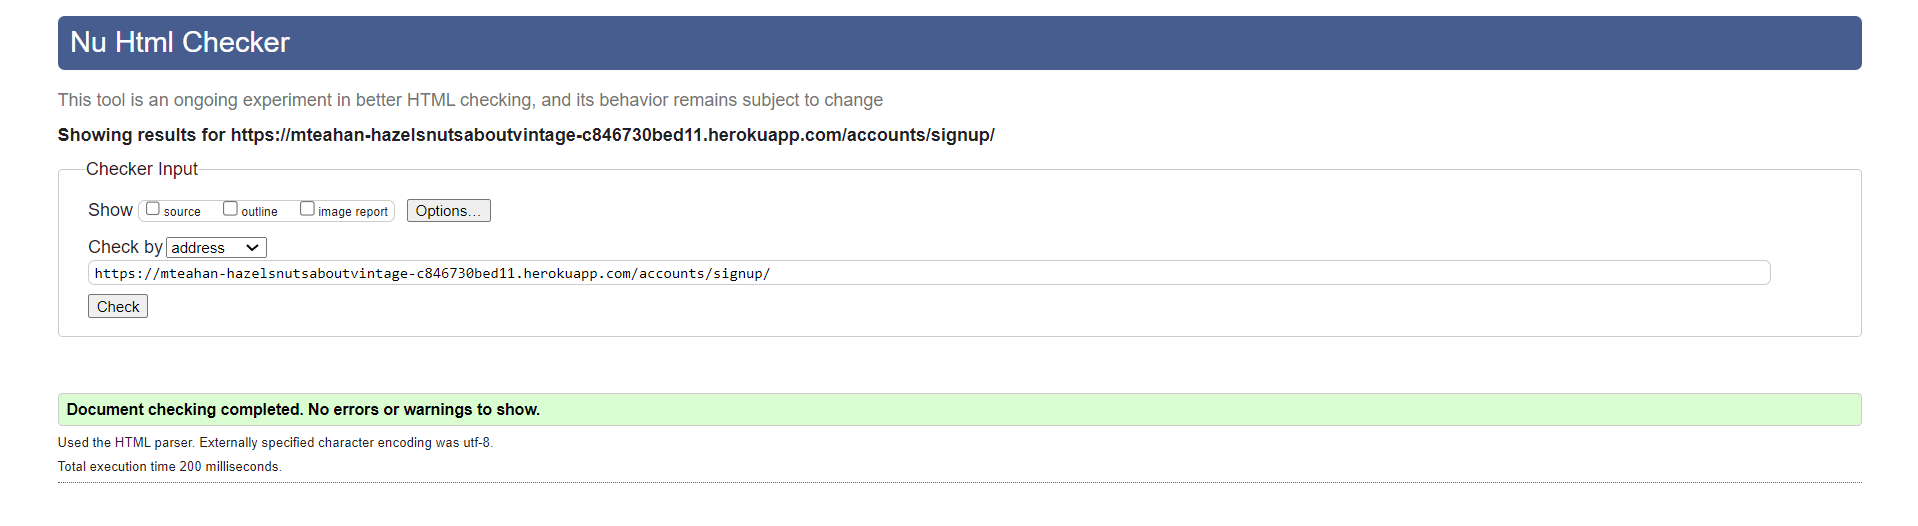 Nu Html Checker
This tool is an ongoing experiment in better HTML checking, and its behavior remains subject to change
Showing results for https://mteahan-hazelsnutsaboutvintage-c846730bed11.herokuapp.com/accounts/signup/
Checker Input
Show source outline image report Options...
Check by address
https://mteahan-hazelsnutsaboutvintage-c846730bed11.herokuapp.com/accounts/signup/
Check
Document checking completed. No errors or warnings to show.
Used the HTML parser. Externally specified character encoding was utf-8.
Total execution time 200 milliseconds.